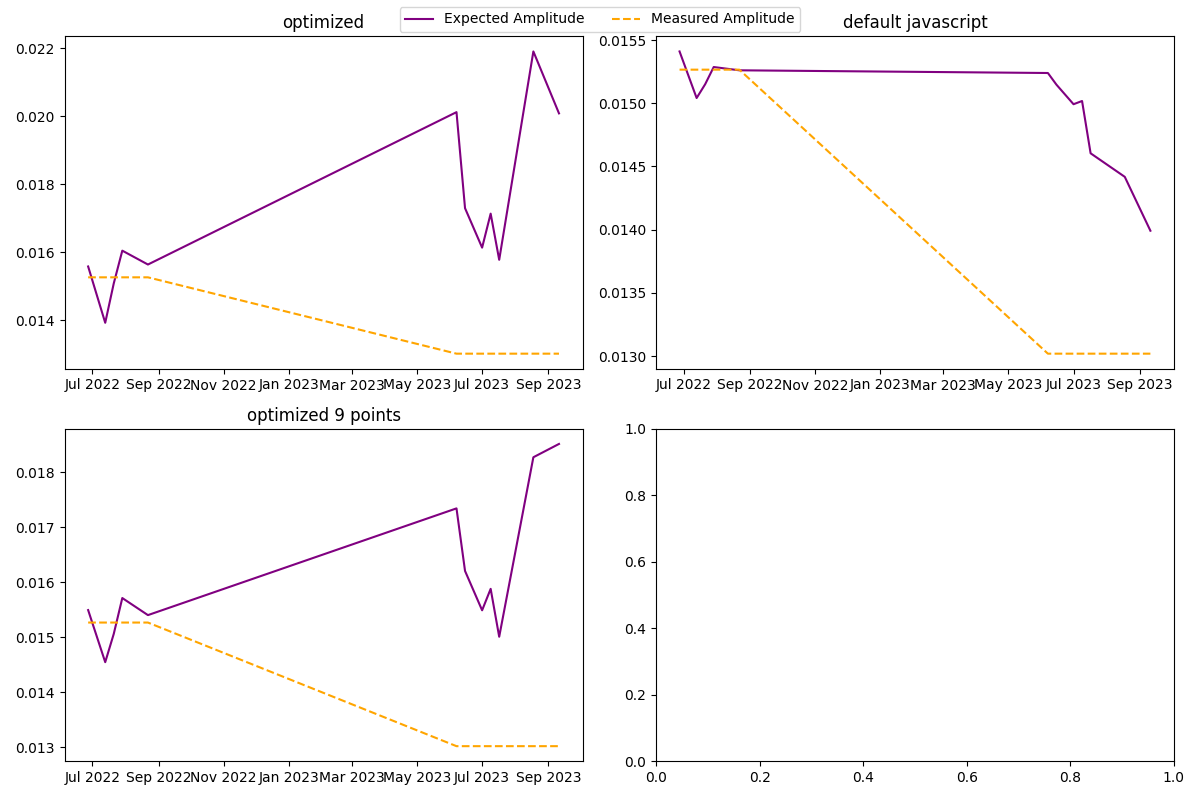 Expected Amplitude Measured Amplitude
optimized
0.022
0.020
0.018
0.016
0.014
Jul 2022 Sep 2022 Nov 2022 Jan 2023 Mar 2023 May 2023 Jul 2023 Sep 2023
default javascript
0.0155
0.0150
0.0145
0.0140
0.0135
0.0130
Jul 2022 Sep 2022 Nov 2022 Jan 2023 Mar 2023 May 2023 Jul 2023 Sep 2023
optimized 9 points
0.018
0.017
0.016
0.015
0.014
0.013
Jul 2022 Sep 2022 Nov 2022 Jan 2023 Mar 2023 May 2023 Jul 2023 Sep 2023
1.0
0.8
0.6
0.4
0.2
0.0
0.0 0.2 0.4 0.6 0.8 1.0